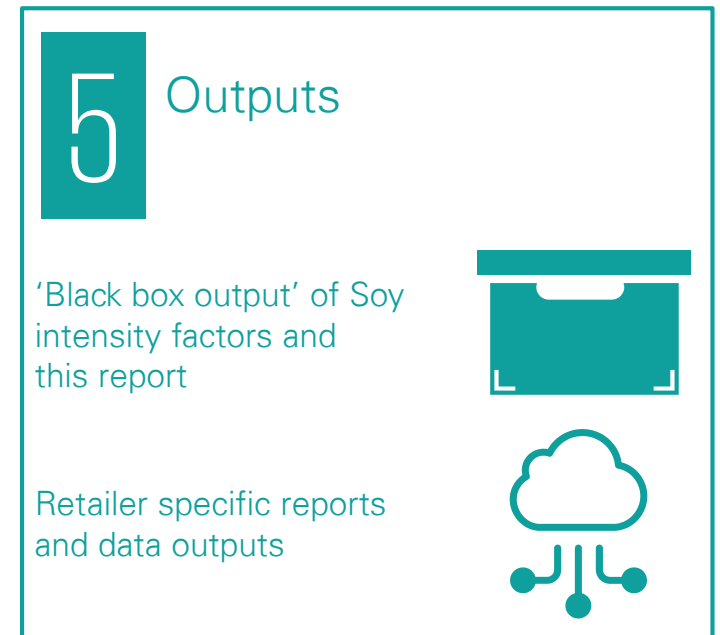 5
Outputs
‘Black box output’ of Soy
intensity factors and
this report
Retailer specific reports
and data outputs